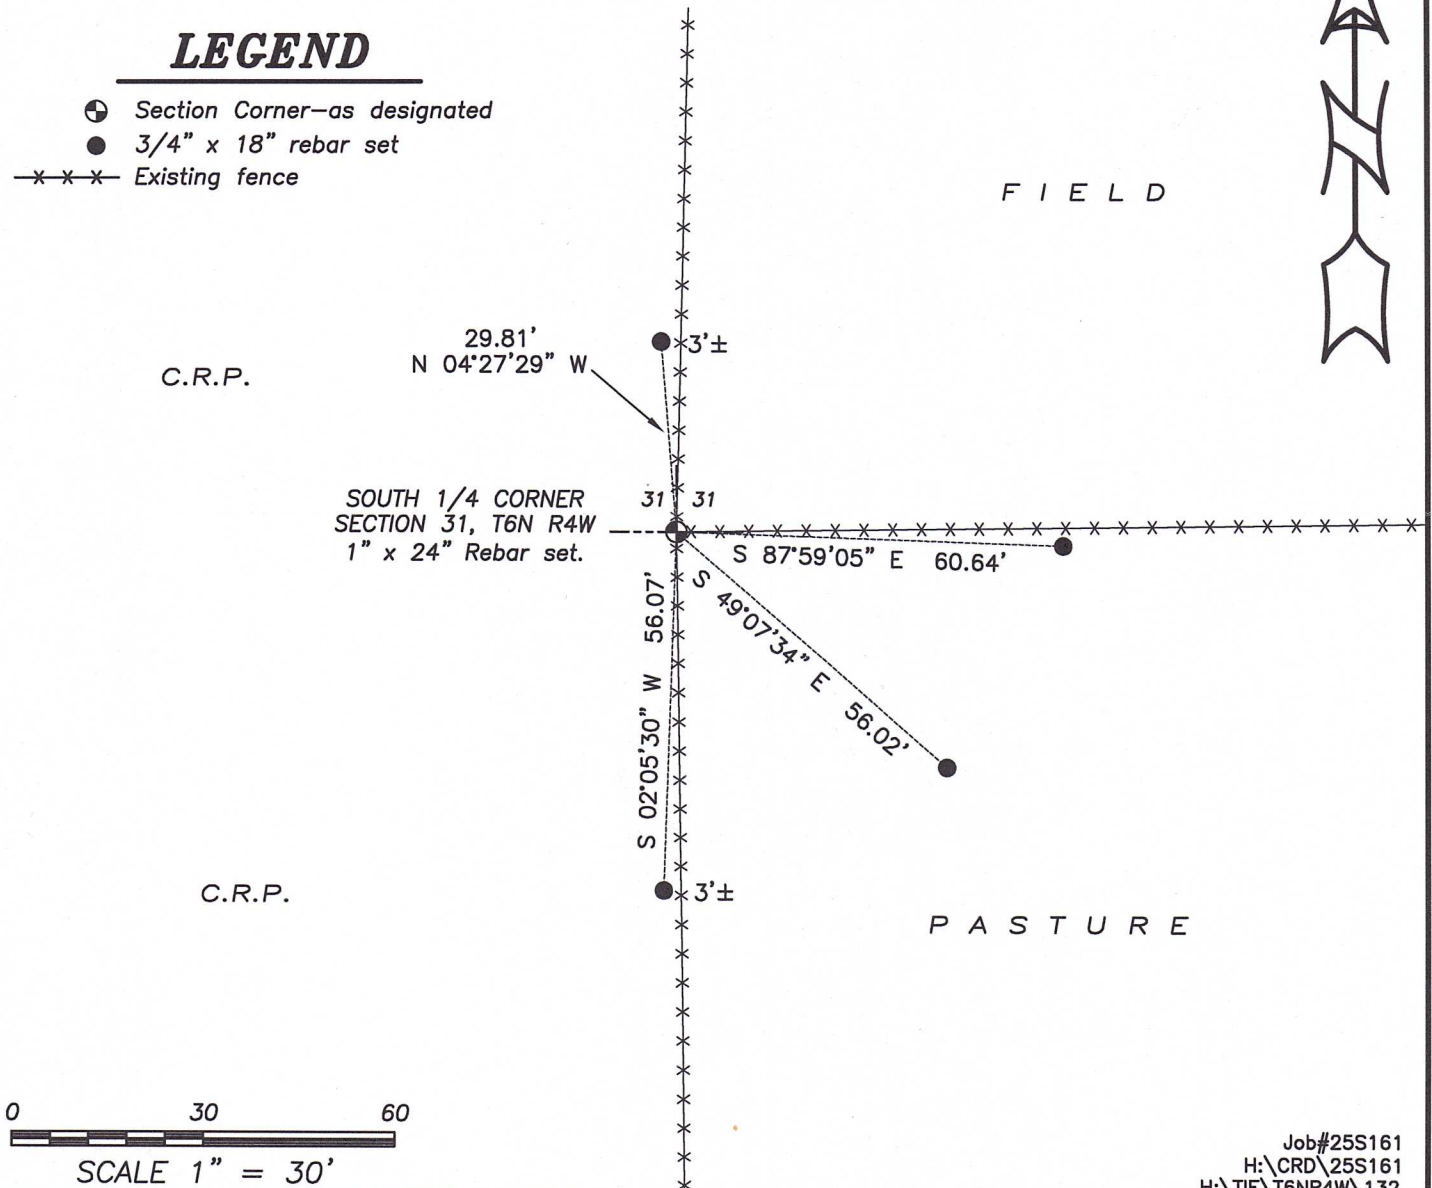 LEGEND
Section Corner-as designated
3/4" x 18" rebar set
Existing fence
F I E L D
29.81'
N 04°27'29" W
3'±
C.R.P.
SOUTH 1/4 CORNER
SECTION 31, T6N R4W
1" x 24" Rebar set.
31 31
S 87°59'05" E 60.64'
S 49°07'34" E 56.02'
S 02°05'30" W 56.07'
3'±
C.R.P.
P A S T U R E
0 30 60
SCALE 1" = 30'
Job#25S161
H:\CRD\25S161
H:\TIF\T6NR4W\132
N